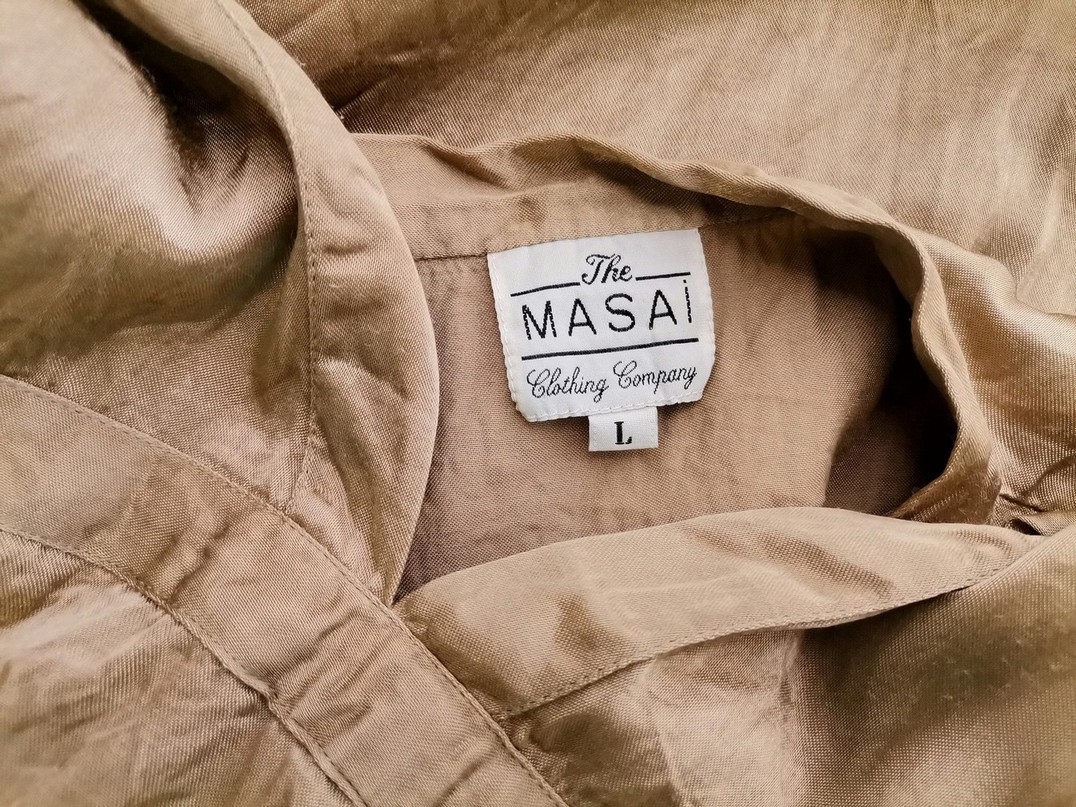 The
MASAi
Clothing Company
L